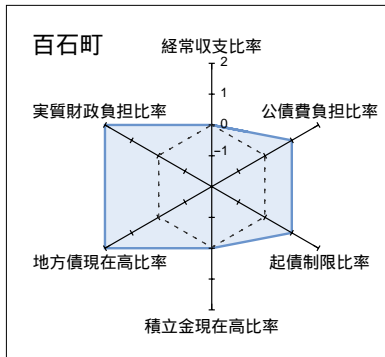 百石町
経常収支比率
2
1
実質財政負担比率
0
公債費負担比率
-1
地方債現在高比率
起債制限比率
積立金現在高比率